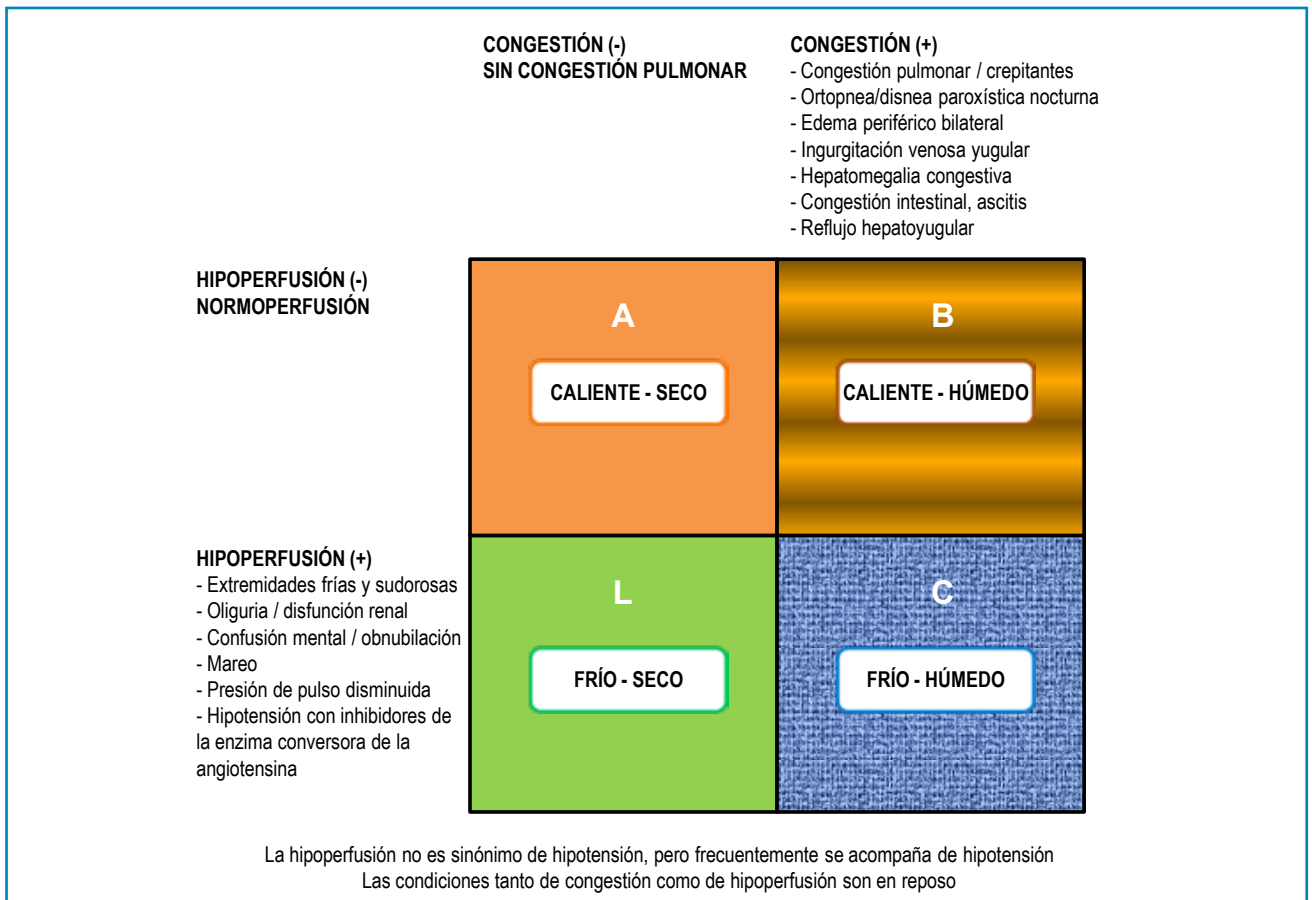 CONGESTIÓN (-)
SIN CONGESTIÓN PULMONAR
CONGESTIÓN (+)
- Congestión pulmonar / crepitantes
- Ortopnea/disnea paroxística nocturna
- Edema periférico bilateral
- Ingurgitación venosa yugular
- Hepatomegalia congestiva
- Congestión intestinal, ascitis
- Reflujo hepatoyugular
HIPOPERFUSIÓN (-)
NORMOPERFUSIÓN
A
CALIENTE - SECO
B
CALIENTE - HÚMEDO
HIPOPERFUSIÓN (+)
- Extremidades frías y sudorosas
- Oliguria / disfunción renal
- Confusión mental / obnubilación
- Mareo
- Presión de pulso disminuida
- Hipotensión con inhibidores de
la enzima conversora de la
angiotensina
L
FRÍO - SECO
C
FRÍO - HÚMEDO
La hipoperfusión no es sinónimo de hipotensión, pero frecuentemente se acompaña de hipotensión
Las condiciones tanto de congestión como de hipoperfusión son en reposo